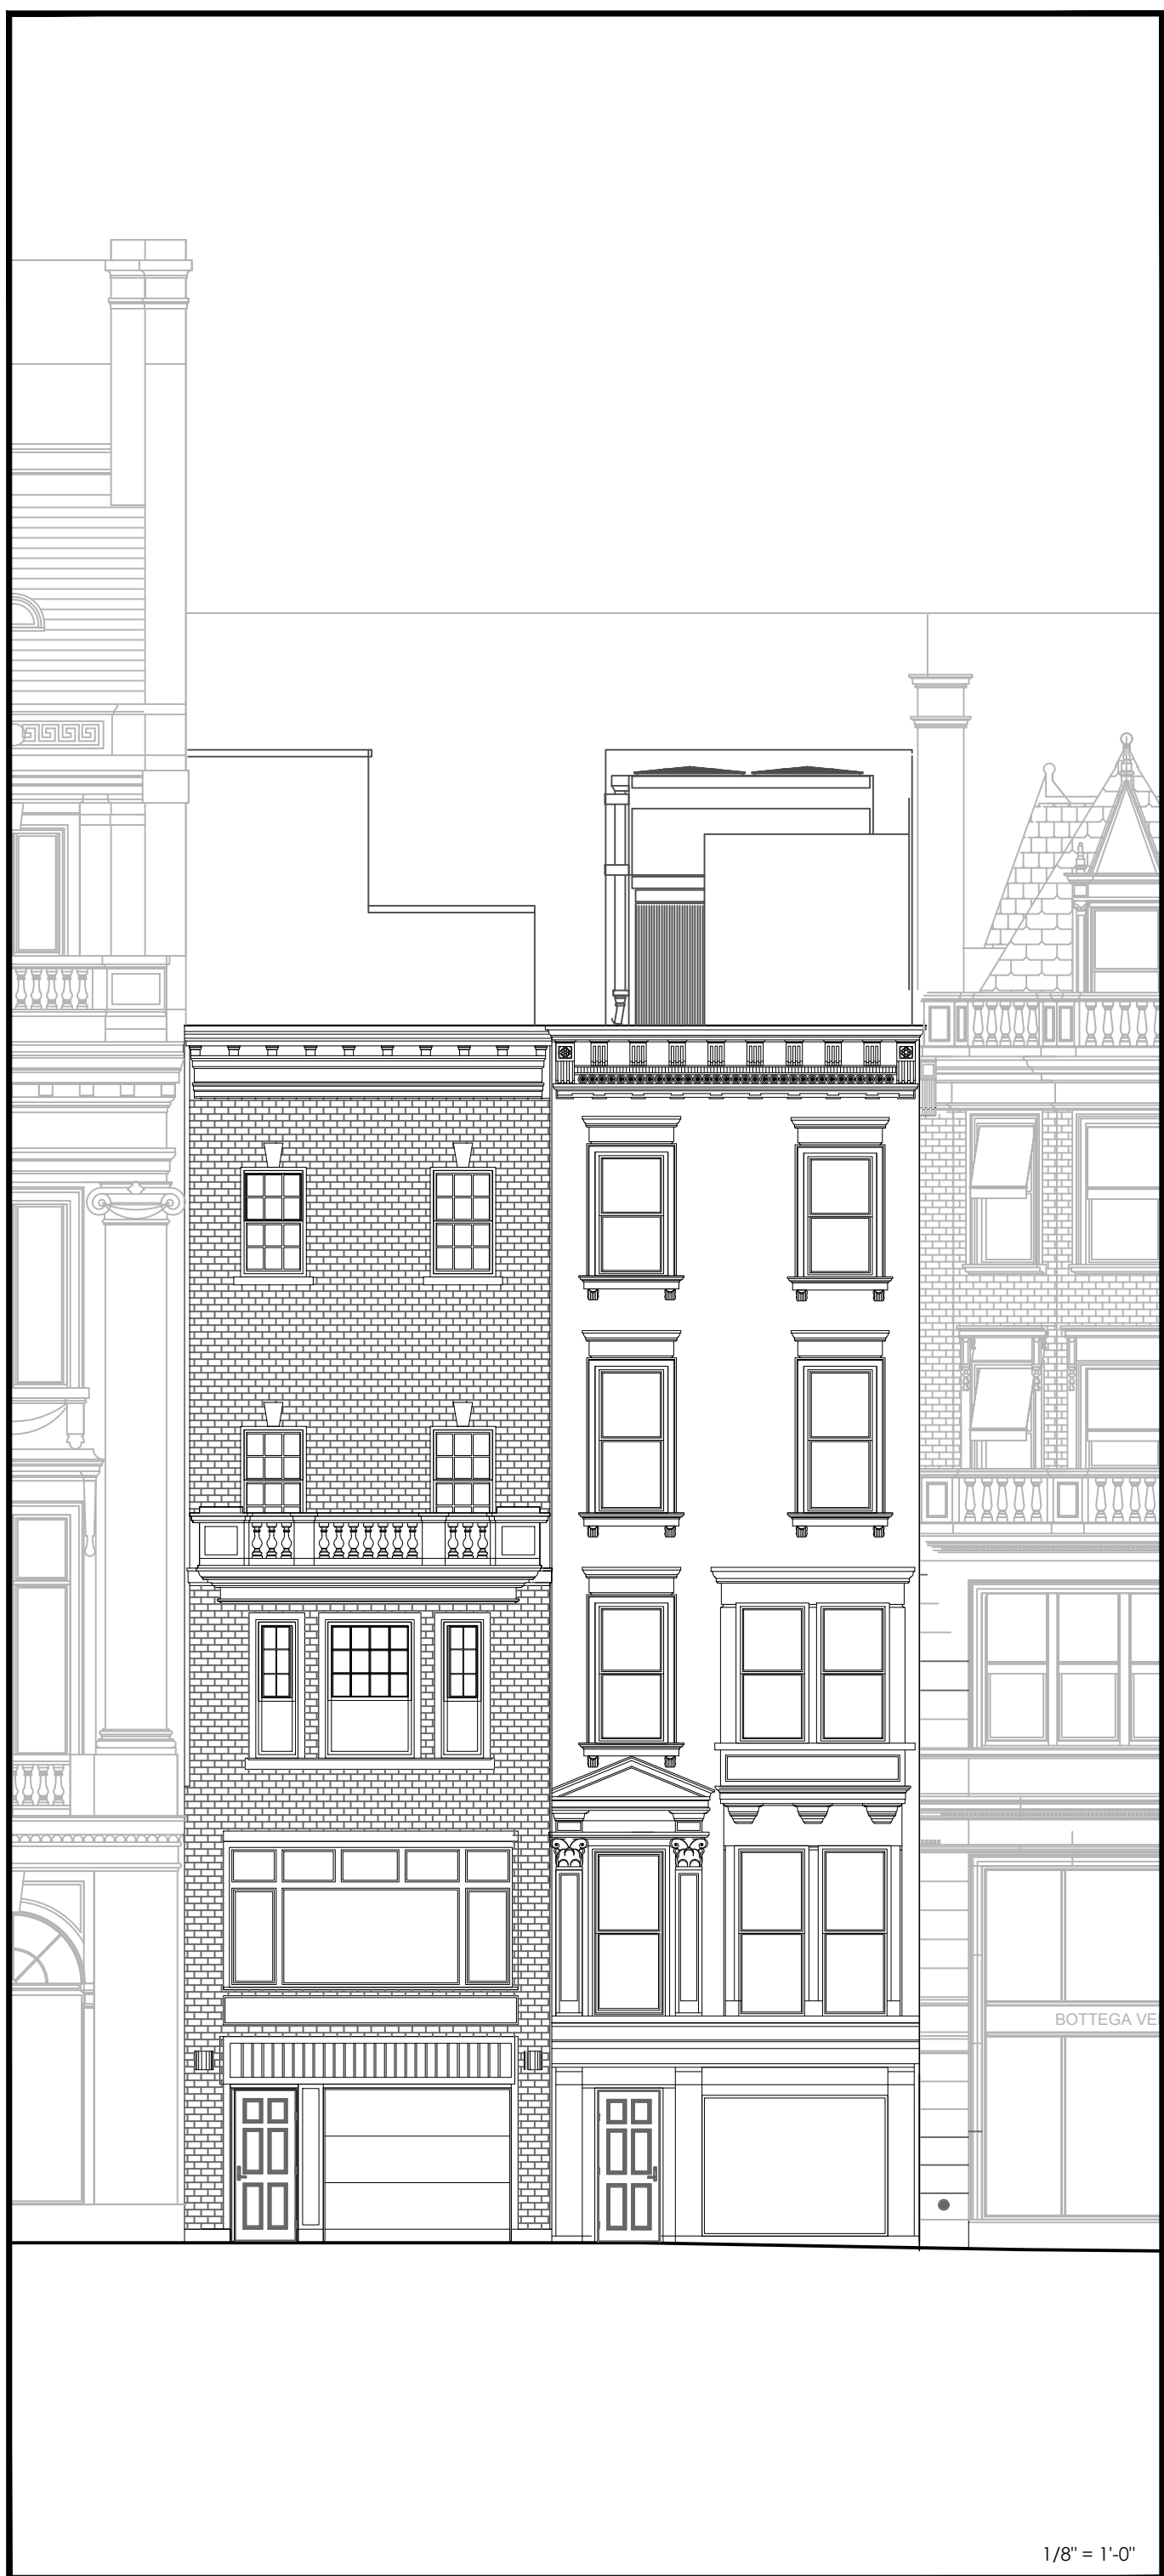 BOTTEGA VE
1/8" = 1'-0"